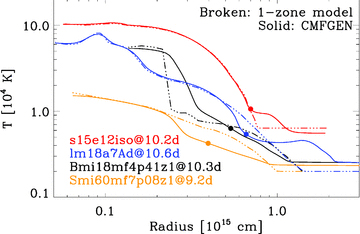 Broken: 1-zone model
Solid: CMFGEN
10.0
1.0
0.1
T [10⁴ K]
s15e12iso@10.2d
lm18a7Ad@10.6d
Bmi18mf4p41z1@10.3d
Smi60mf7p08z1@9.2d
0.1
1.0
Radius [10¹⁵ cm]